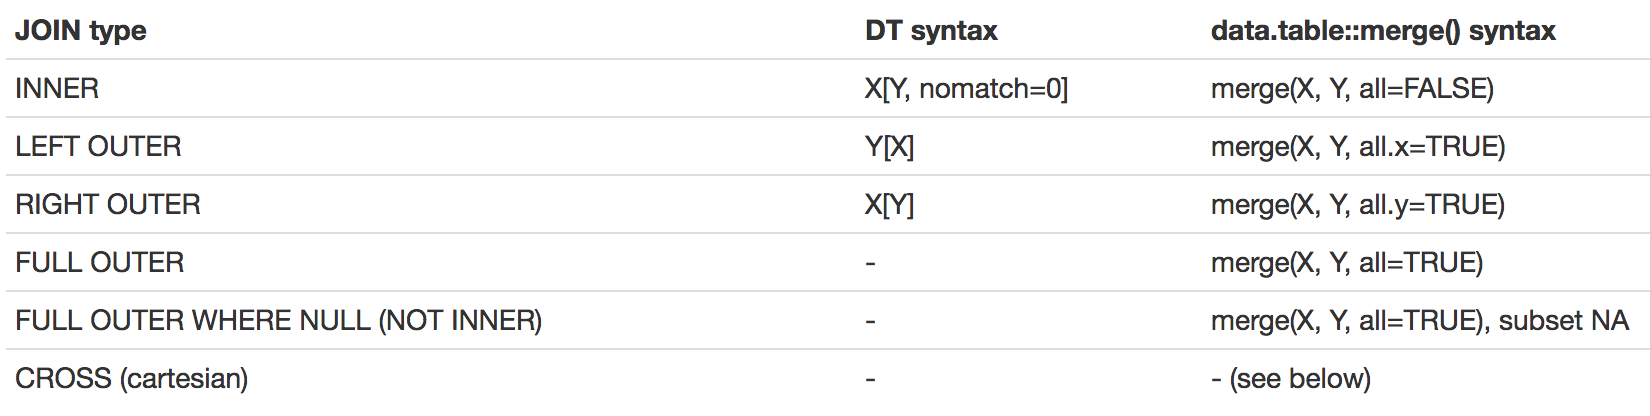 JOIN type DT syntax data.table::merge() syntax
INNER X[Y, nomatch=0] merge(X, Y, all=FALSE)
LEFT OUTER Y[X] merge(X, Y, all.x=TRUE)
RIGHT OUTER X[Y] merge(X, Y, all.y=TRUE)
FULL OUTER - merge(X, Y, all=TRUE)
FULL OUTER WHERE NULL (NOT INNER) - merge(X, Y, all=TRUE), subset NA
CROSS (cartesian) - - (see below)